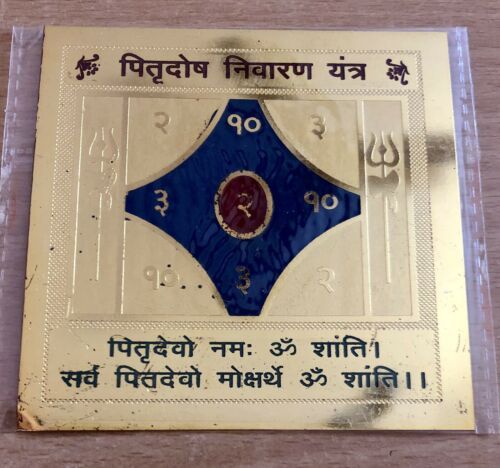 पितृदोष निवारण यंत्र
२ १० ३
३ २ १०
१० ३ २
पितृदेवो नमः ॐ शांति।
सर्व पितृदेवो मोक्षर्थे ॐ शांति।।